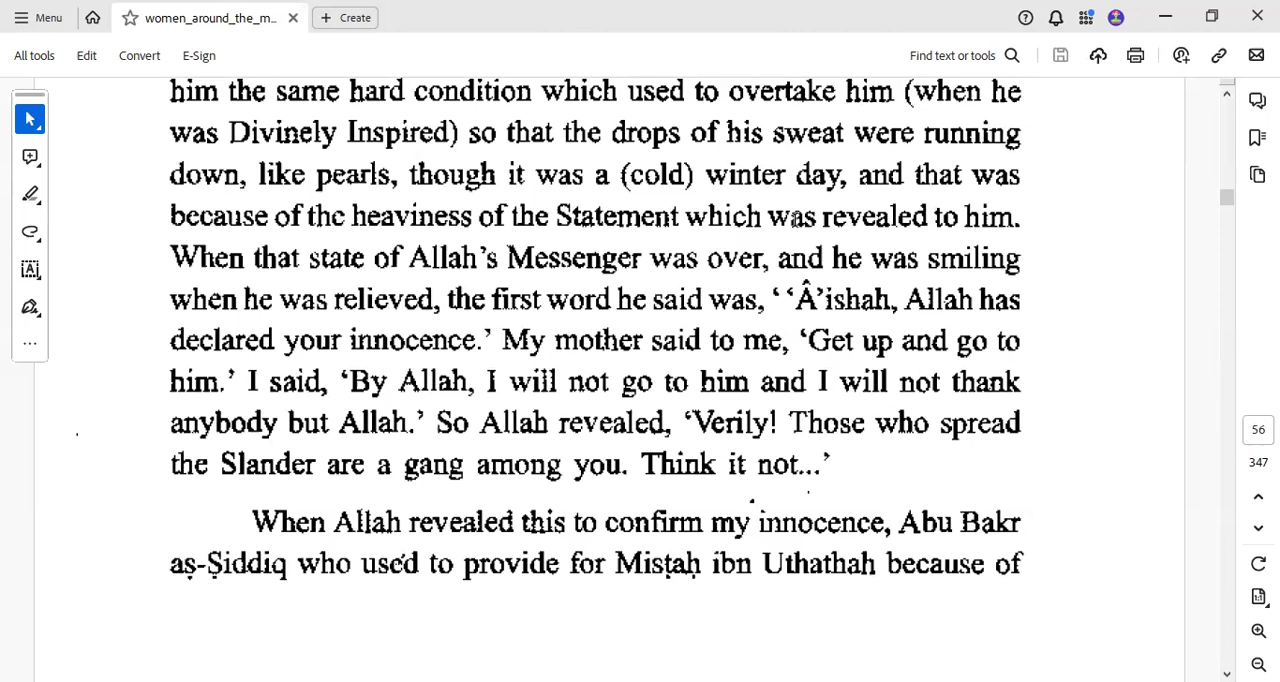 Menu
women_around_the_m...
Create
All tools
Edit
Convert
E-Sign
Find text or tools
him the same hard condition which used to overtake him (when he
was Divinely Inspired) so that the drops of his sweat were running
down, like pearls, though it was a (cold) winter day, and that was
because of the heaviness of the Statement which was revealed to him.
When that state of Allah's Messenger was over, and he was smiling
when he was relieved, the first word he said was, ‘ ‘Â’ishah, Allah has
declared your innocence.’ My mother said to me, ‘Get up and go to
him.’ I said, ‘By Allah, I will not go to him and I will not thank
anybody but Allah.’ So Allah revealed, ‘Verily! Those who spread
the Slander are a gang among you. Think it not...’
When Allah revealed this to confirm my innocence, Abu Bakr
aṣ-Ṣiddiq who used to provide for Misṭaḥ ibn Uthathah because of
56
347